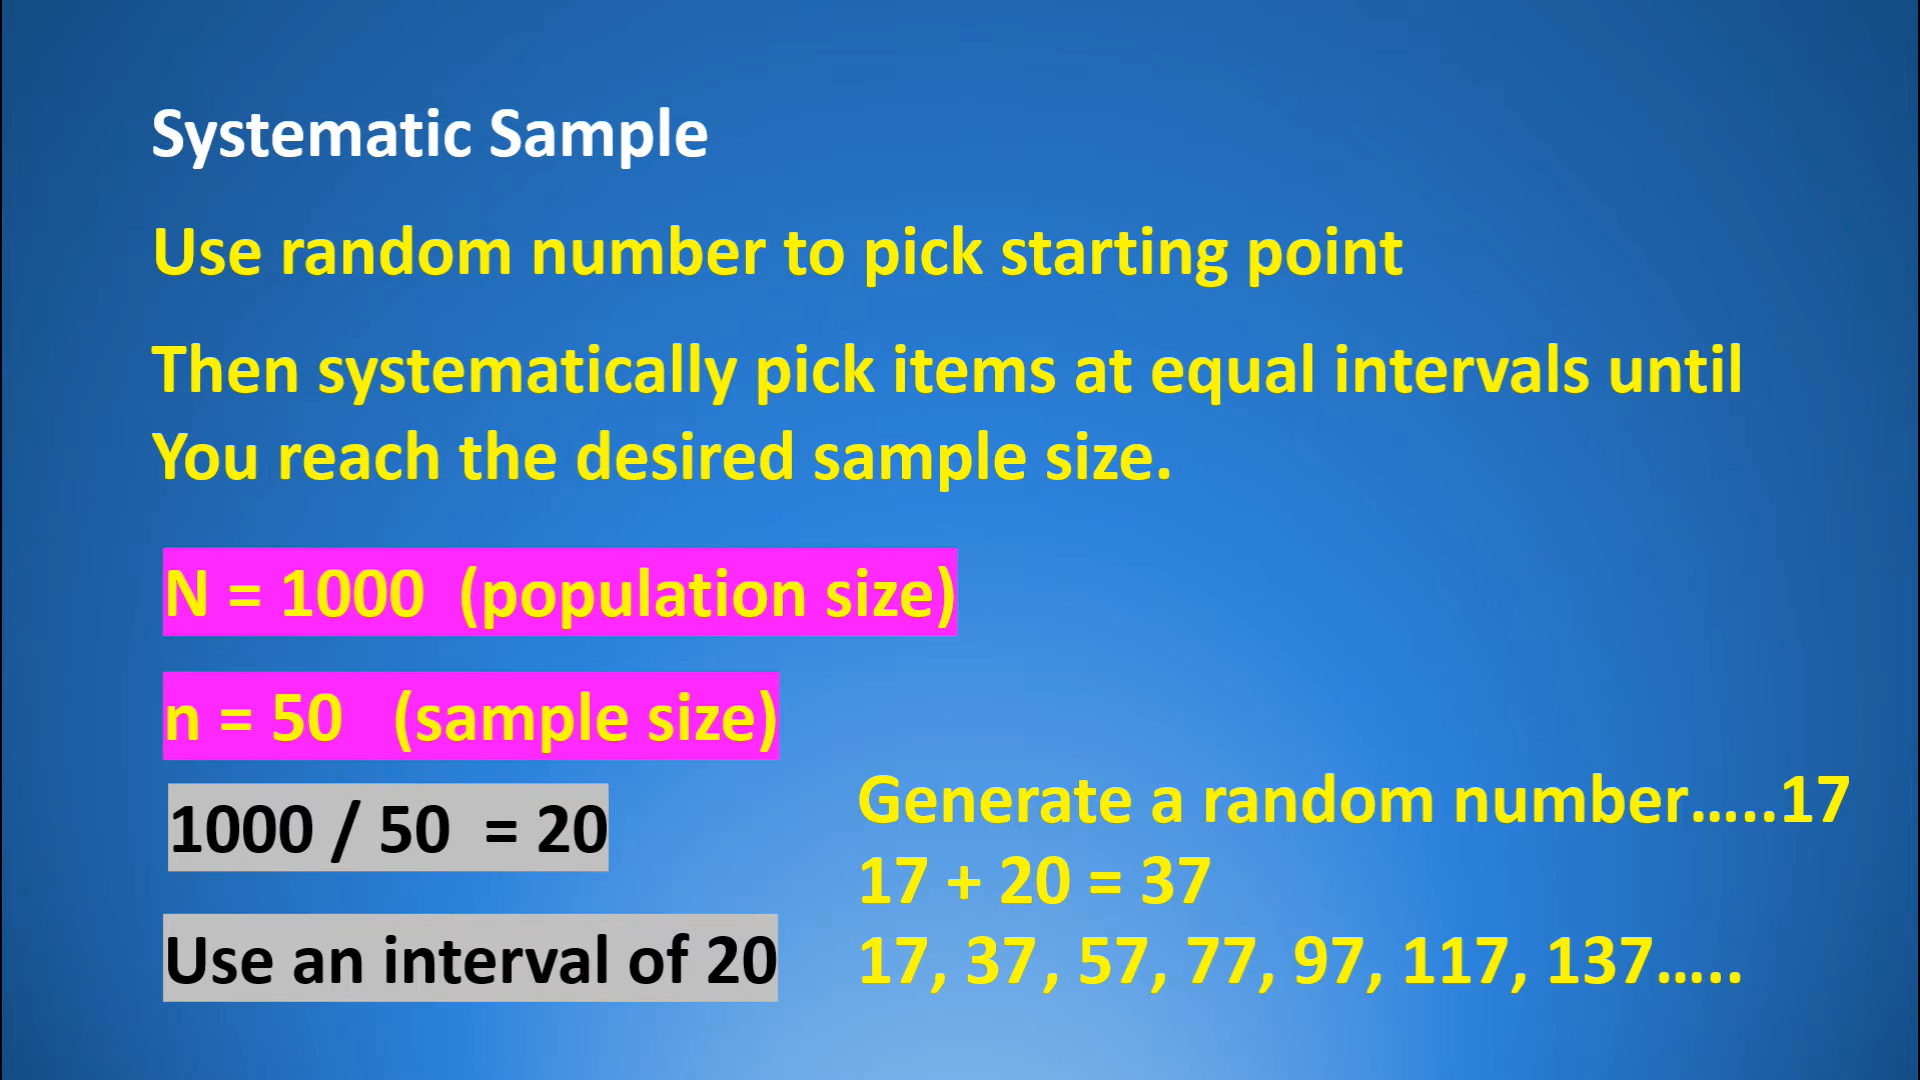 Systematic Sample
Use random number to pick starting point
Then systematically pick items at equal intervals until
You reach the desired sample size.
N = 1000  (population size)
n = 50   (sample size)
1000 / 50  = 20
Use an interval of 20
Generate a random number.....17
17 + 20 = 37
17, 37, 57, 77, 97, 117, 137.....